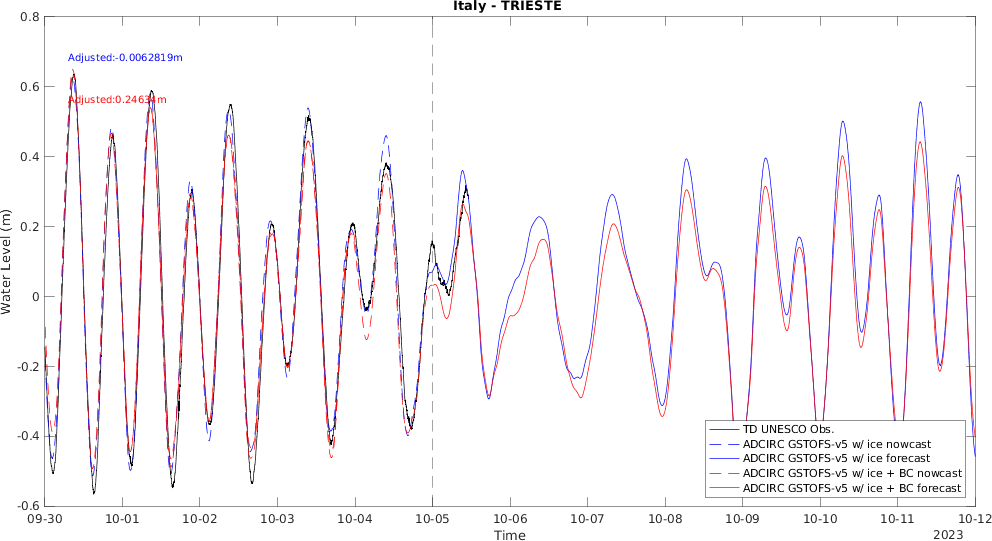 Italy - TRIESTE
0.8
0.6
0.4
0.2
0
-0.2
-0.4
-0.6
Water Level (m)
Adjusted:-0.0062819m
Adjusted:0.24634m
TD UNESCO Obs.
ADCIRC GSTOFS-v5 w/ ice nowcast
ADCIRC GSTOFS-v5 w/ ice forecast
ADCIRC GSTOFS-v5 w/ ice + BC nowcast
ADCIRC GSTOFS-v5 w/ ice + BC forecast
09-30 10-01 10-02 10-03 10-04 10-05 10-06 10-07 10-08 10-09 10-10 10-11 10-12
Time
2023